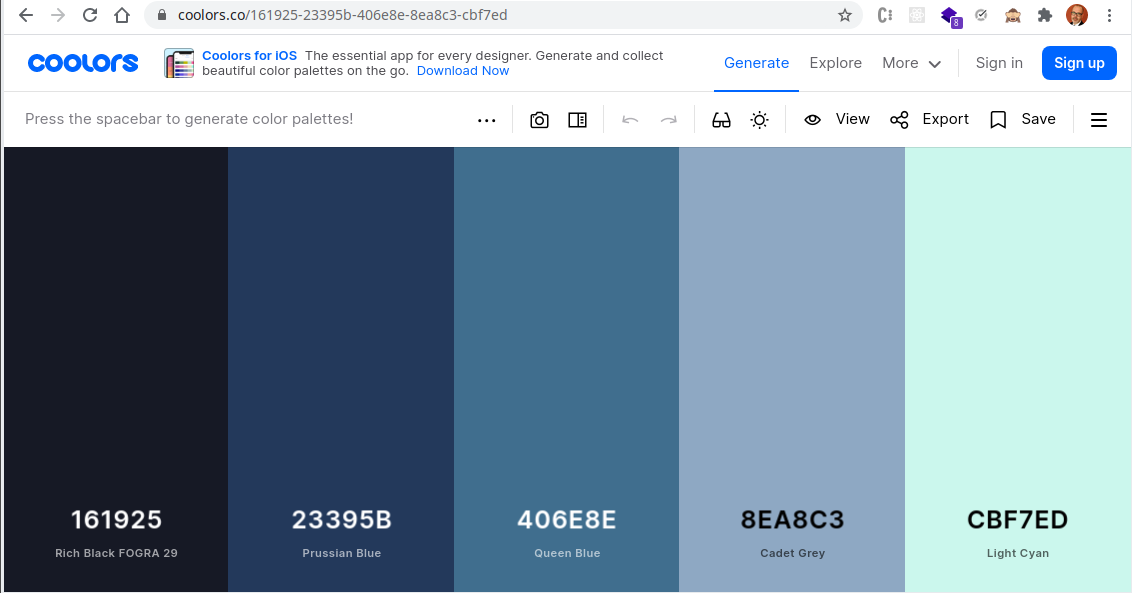 coolors.co/161925-23395b-406e8e-8ea8c3-cbf7ed
8
coolors
Coolors for iOS The essential app for every designer. Generate and collect
beautiful color palettes on the go. Download Now
Generate Explore More Sign in Sign up
Press the spacebar to generate color palettes!
View Export Save
161925 23395B 406E8E 8EA8C3 CBF7ED
Rich Black FOGRA 29 Prussian Blue Queen Blue Cadet Grey Light Cyan